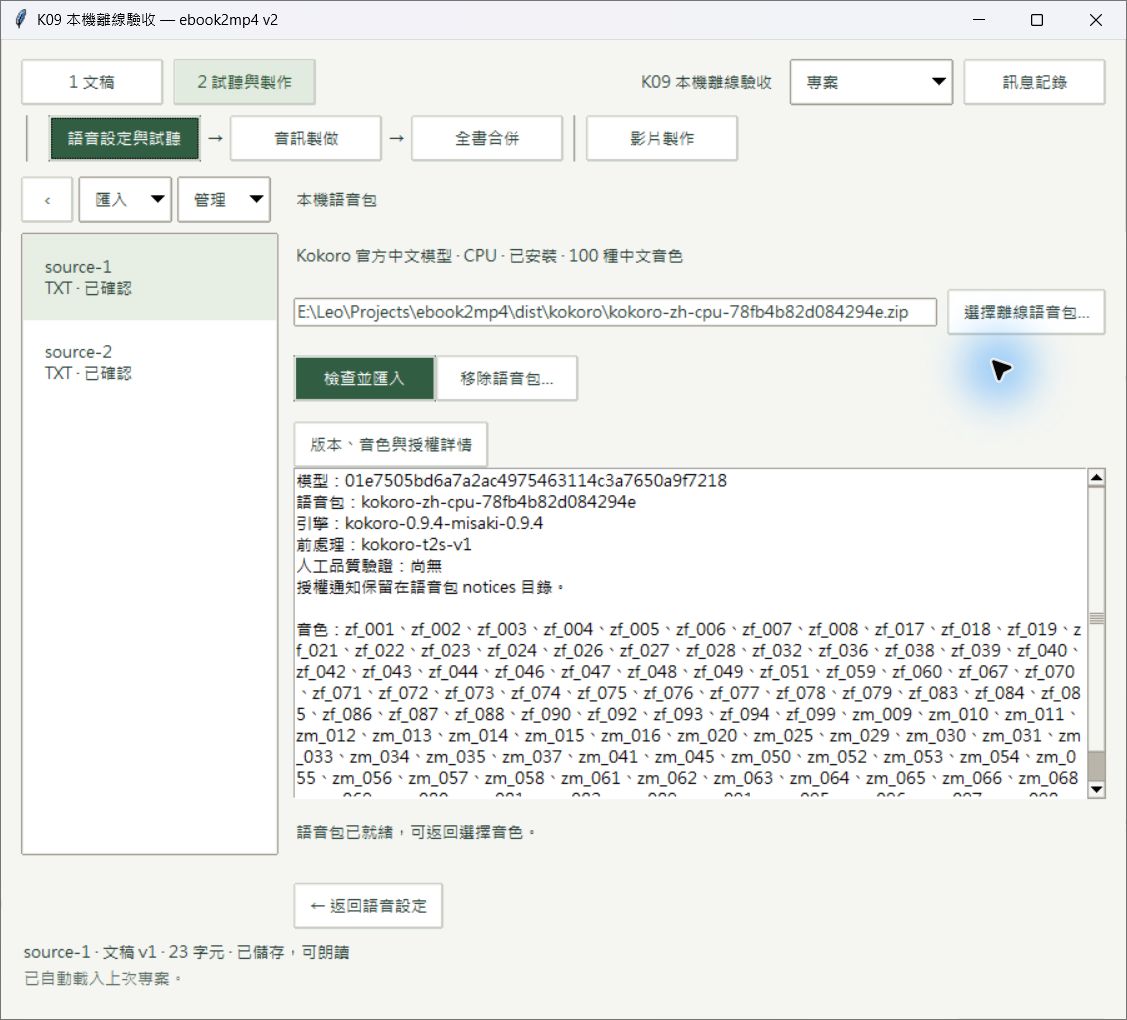 K09 本機離線驗收 — ebook2mp4 v2
1 文稿
2 試聽與製作
K09 本機離線驗收
專案
訊息記錄
語音設定與試聽
→
音訊製做
→
全書合併
影片製作
‹
匯入
管理
本機語音包
source-1
TXT · 已確認
source-2
TXT · 已確認
Kokoro 官方中文模型 · CPU · 已安裝 · 100 種中文音色
E:\Leo\Projects\ebook2mp4\dist\kokoro\kokoro-zh-cpu-78fb4b82d084294e.zip
選擇離線語音包...
檢查並匯入
移除語音包...
版本、音色與授權詳情
模型：01e7505bd6a7a2ac4975463114c3a7650a9f7218
語音包：kokoro-zh-cpu-78fb4b82d084294e
引擎：kokoro-0.9.4-misaki-0.9.4
前處理：kokoro-t2s-v1
人工品質驗證：尚無
授權通知保留在語音包 notices 目錄。
音色：zf_001、zf_002、zf_003、zf_004、zf_005、zf_006、zf_007、zf_008、zf_017、zf_018、zf_019、z
f_021、zf_022、zf_023、zf_024、zf_026、zf_027、zf_028、zf_032、zf_036、zf_038、zf_039、zf_040、
zf_042、zf_043、zf_044、zf_046、zf_047、zf_048、zf_049、zf_051、zf_059、zf_060、zf_067、zf_070
、zf_071、zf_072、zf_073、zf_074、zf_075、zf_076、zf_077、zf_078、zf_079、zf_083、zf_084、zf_08
5、zf_086、zf_087、zf_088、zf_090、zf_092、zf_093、zf_094、zf_099、zm_009、zm_010、zm_011、
zm_012、zm_013、zm_014、zm_015、zm_016、zm_020、zm_025、zm_029、zm_030、zm_031、zm
_033、zm_034、zm_035、zm_037、zm_041、zm_045、zm_050、zm_052、zm_053、zm_054、zm_0
55、zm_056、zm_057、zm_058、zm_061、zm_062、zm_063、zm_064、zm_065、zm_066、zm_068
語音包已就緒，可返回選擇音色。
← 返回語音設定
source-1 · 文稿 v1 · 23 字元 · 已儲存，可朗讀
已自動載入上次專案。